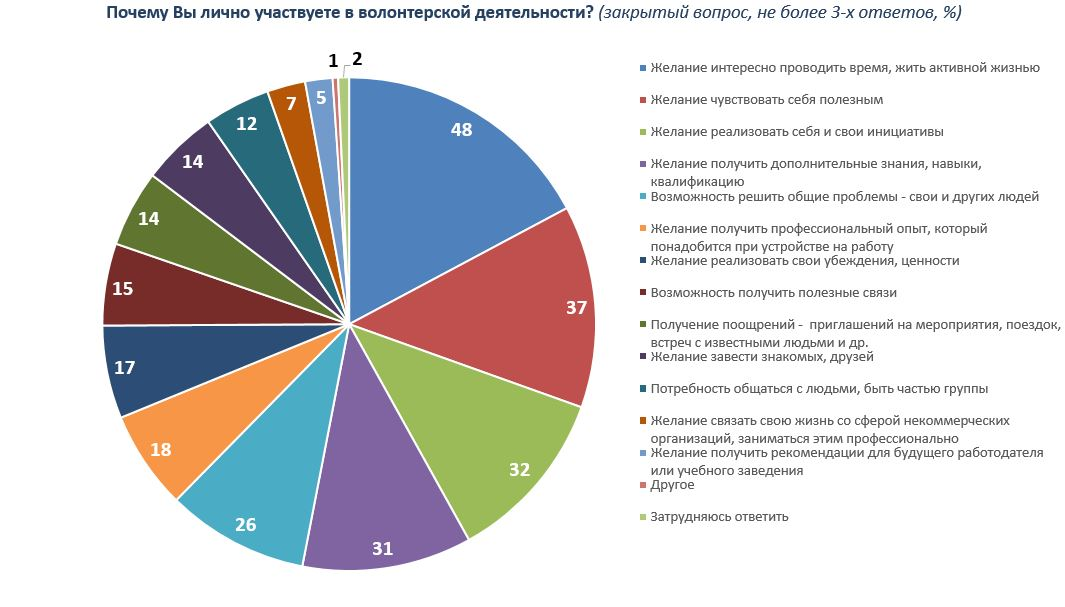 Почему Вы лично участвуете в волонтерской деятельности? (закрытый вопрос, не более 3-х ответов, %)
1
2
5
7
12
14
14
15
17
18
26
31
32
37
48
Желание интересно проводить время, жить активной жизнью
Желание чувствовать себя полезным
Желание реализовать себя и свои инициативы
Желание получить дополнительные знания, навыки,
квалификацию
Возможность решить общие проблемы - свои и других людей
Желание получить профессиональный опыт, который
понадобится при устройстве на работу
Желание реализовать свои убеждения, ценности
Возможность получить полезные связи
Получение поощрений - приглашений на мероприятия, поездок,
встреч с известными людьми и др.
Желание завести знакомых, друзей
Потребность общаться с людьми, быть частью группы
Желание связать свою жизнь со сферой некоммерческих
организаций, заниматься этим профессионально
Желание получить рекомендации для будущего работодателя
или учебного заведения
Другое
Затрудняюсь ответить